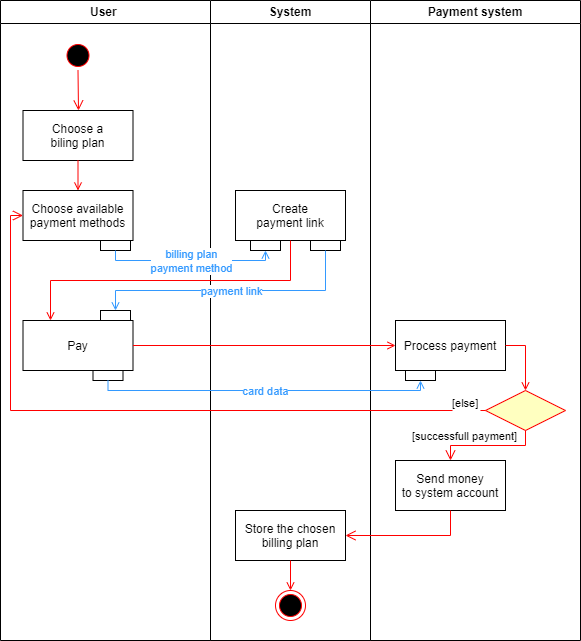 User
System
Payment system
Choose a
biling plan
Choose available
payment methods
Create
payment link
billing plan
payment method
payment link
Pay
Process payment
card data
[else]
[successfull payment]
Send money
to system account
Store the chosen
billing plan